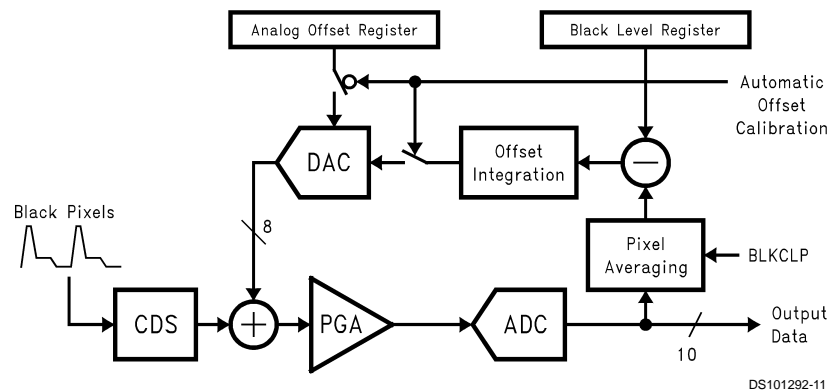 Analog Offset Register
Black Level Register
Automatic
Offset
Calibration
DAC
Offset
Integration
Black Pixels
8
Pixel
Averaging
BLKCLP
CDS
PGA
ADC
Output
Data
10
DS101292-11